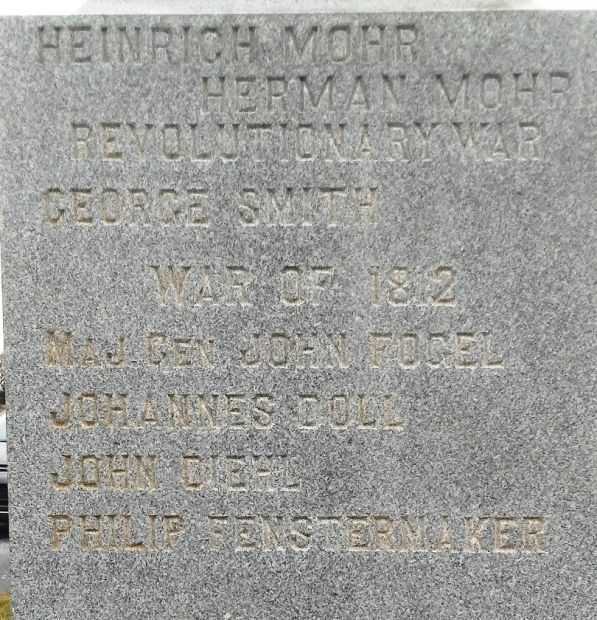 HEINRICH MOHR
HERMAN MOHR
REVOLUTIONARY WAR
GEORGE SMITH
WAR OF 1812
MAJ. GEN. JOHN FOGEL
JOHANNES DOLL
JOHN DIEHL
PHILIP FENSTERMAKER